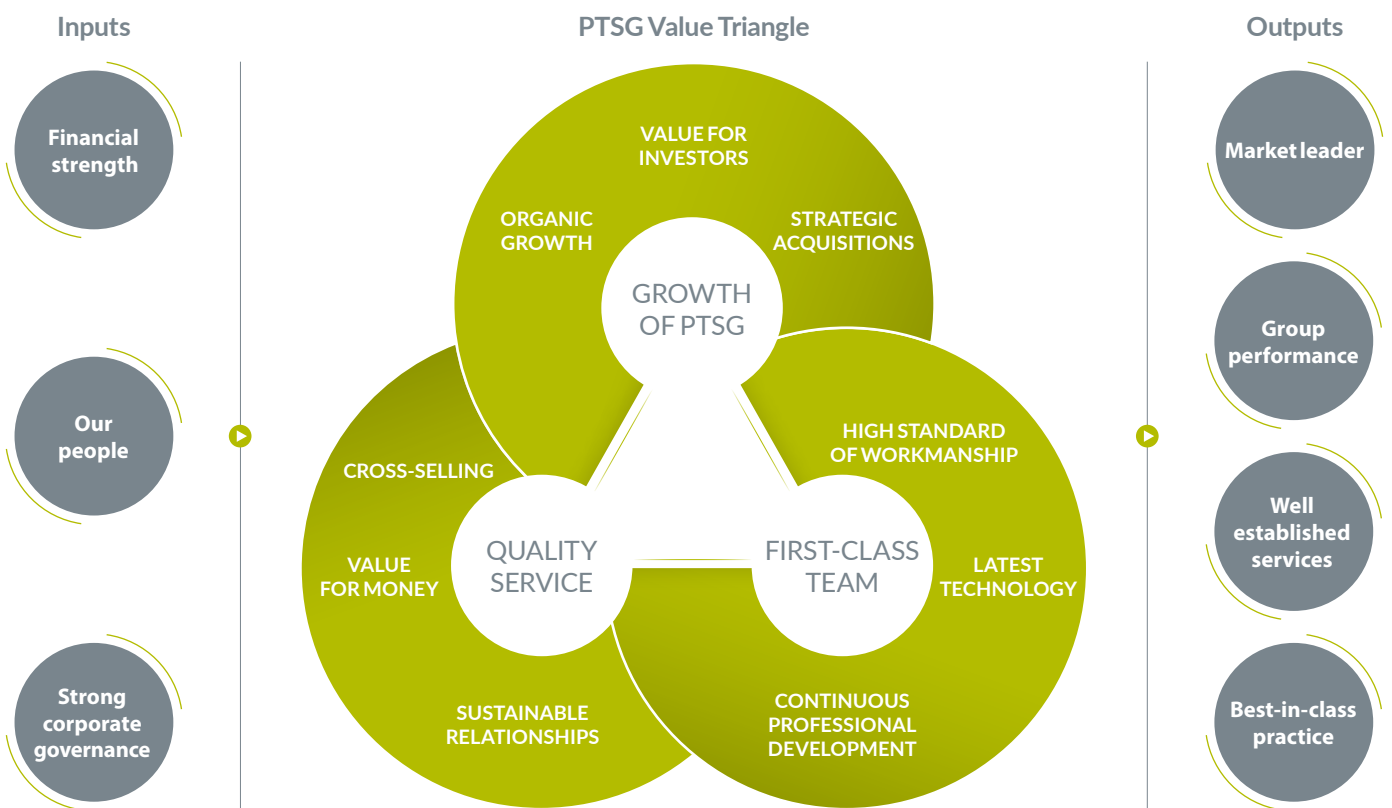 Inputs
PTSG Value Triangle
Outputs
Financial
strength
Our
people
Strong
corporate
governance
VALUE FOR
INVESTORS
ORGANIC
GROWTH
STRATEGIC
ACQUISITIONS
GROWTH
OF PTSG
CROSS-SELLING
VALUE
FOR MONEY
SUSTAINABLE
RELATIONSHIPS
QUALITY
SERVICE
HIGH STANDARD
OF WORKMANSHIP
LATEST
TECHNOLOGY
CONTINUOUS
PROFESSIONAL
DEVELOPMENT
FIRST-CLASS
TEAM
Market leader
Group
performance
Well
established
services
Best-in-class
practice